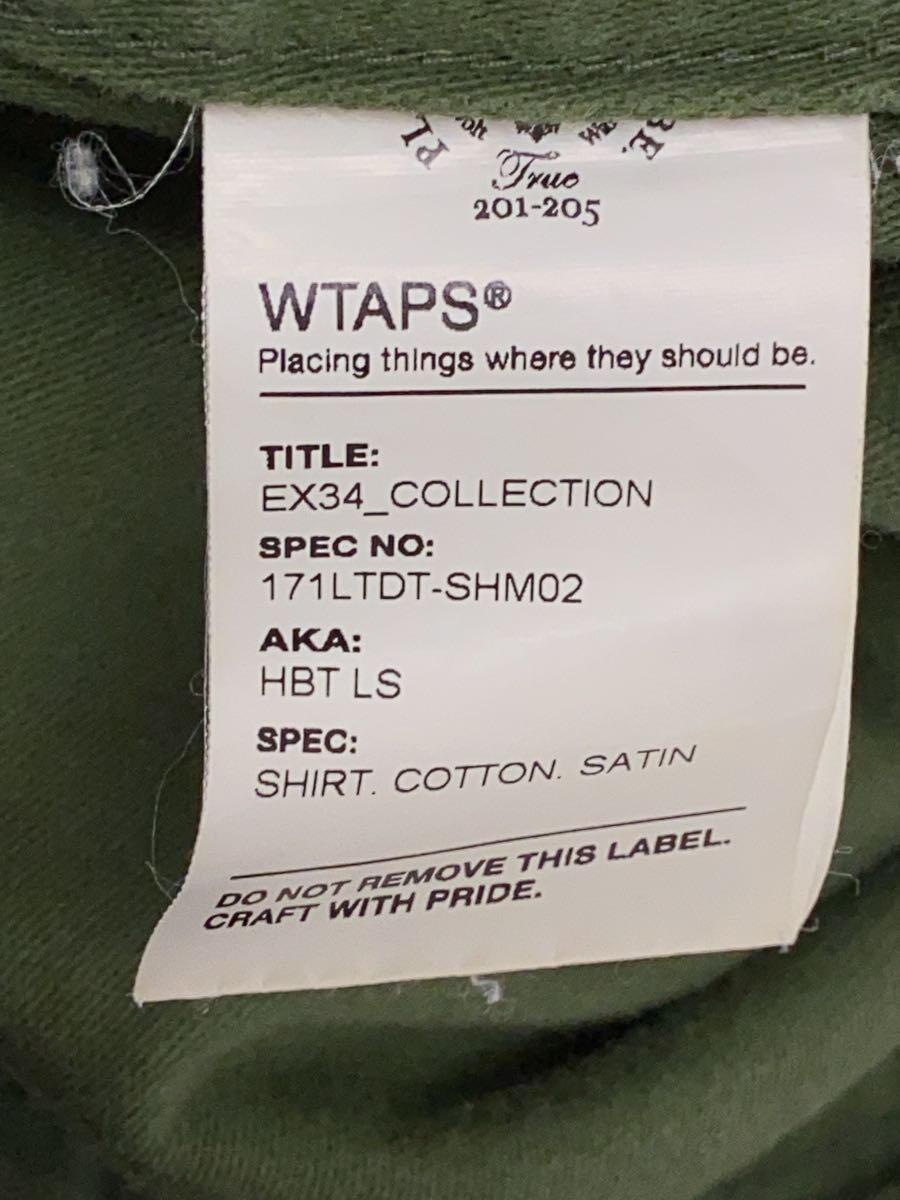 True
201-205
WTAPS®
Placing things where they should be.
TITLE:
EX34_COLLECTION
SPEC NO:
171LTDT-SHM02
AKA:
HBT LS
SPEC:
SHIRT. COTTON. SATIN
DO NOT REMOVE THIS LABEL.
CRAFT WITH PRIDE.